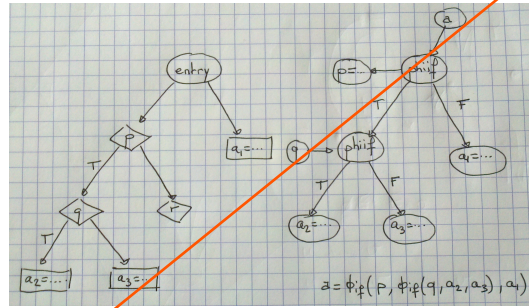 entry
p
T
q
r
a₁=...
T
a₂=....
a₃=...
a
phiif
p=...
T
F
q
phiif
a₁=...
T
F
a₂=...
a₃=...
a=ϕif(p, ϕif(q, a₂, a₃), a₁)